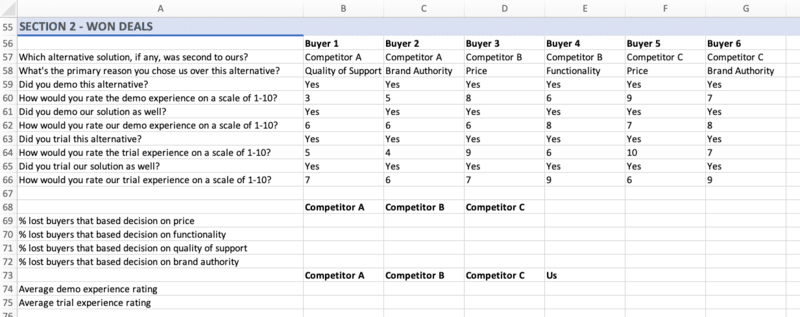 A B C D E F G
55 SECTION 2 - WON DEALS
56 Buyer 1 Buyer 2 Buyer 3 Buyer 4 Buyer 5 Buyer 6
57 Which alternative solution, if any, was second to ours? Competitor A Competitor A Competitor B Competitor B Competitor C Competitor C
58 What's the primary reason you chose us over this alternative? Quality of Support Brand Authority Price Functionality Price Brand Authority
59 Did you demo this alternative? Yes Yes Yes Yes Yes Yes
60 How would you rate the demo experience on a scale of 1-10? 3 5 8 6 9 7
61 Did you demo our solution as well? Yes Yes Yes Yes Yes Yes
62 How would you rate our demo experience on a scale of 1-10? 6 6 6 8 7 8
63 Did you trial this alternative? Yes Yes Yes Yes Yes Yes
64 How would you rate the trial experience on a scale of 1-10? 5 4 9 6 10 7
65 Did you trial our solution as well? Yes Yes Yes Yes Yes Yes
66 How would you rate our trial experience on a scale of 1-10? 7 6 7 9 6 9
67
68 Competitor A Competitor B Competitor C
69 % lost buyers that based decision on price
70 % lost buyers that based decision on functionality
71 % lost buyers that based decision on quality of support
72 % lost buyers that based decision on brand authority
73 Competitor A Competitor B Competitor C Us
74 Average demo experience rating
75 Average trial experience rating